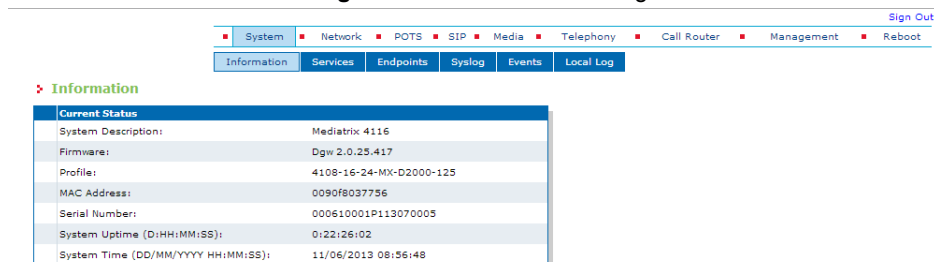 Sign Out
System Network POTS SIP Media Telephony Call Router Management Reboot
Information Services Endpoints Syslog Events Local Log
Information
Current Status
System Description: Mediatrix 4116
Firmware: Dgw 2.0.25.417
Profile: 4108-16-24-MX-D2000-125
MAC Address: 0090f8037756
Serial Number: 000610001P113070005
System Uptime (D:HH:MM:SS): 0:22:26:02
System Time (DD/MM/YYYY HH:MM:SS): 11/06/2013 08:56:48